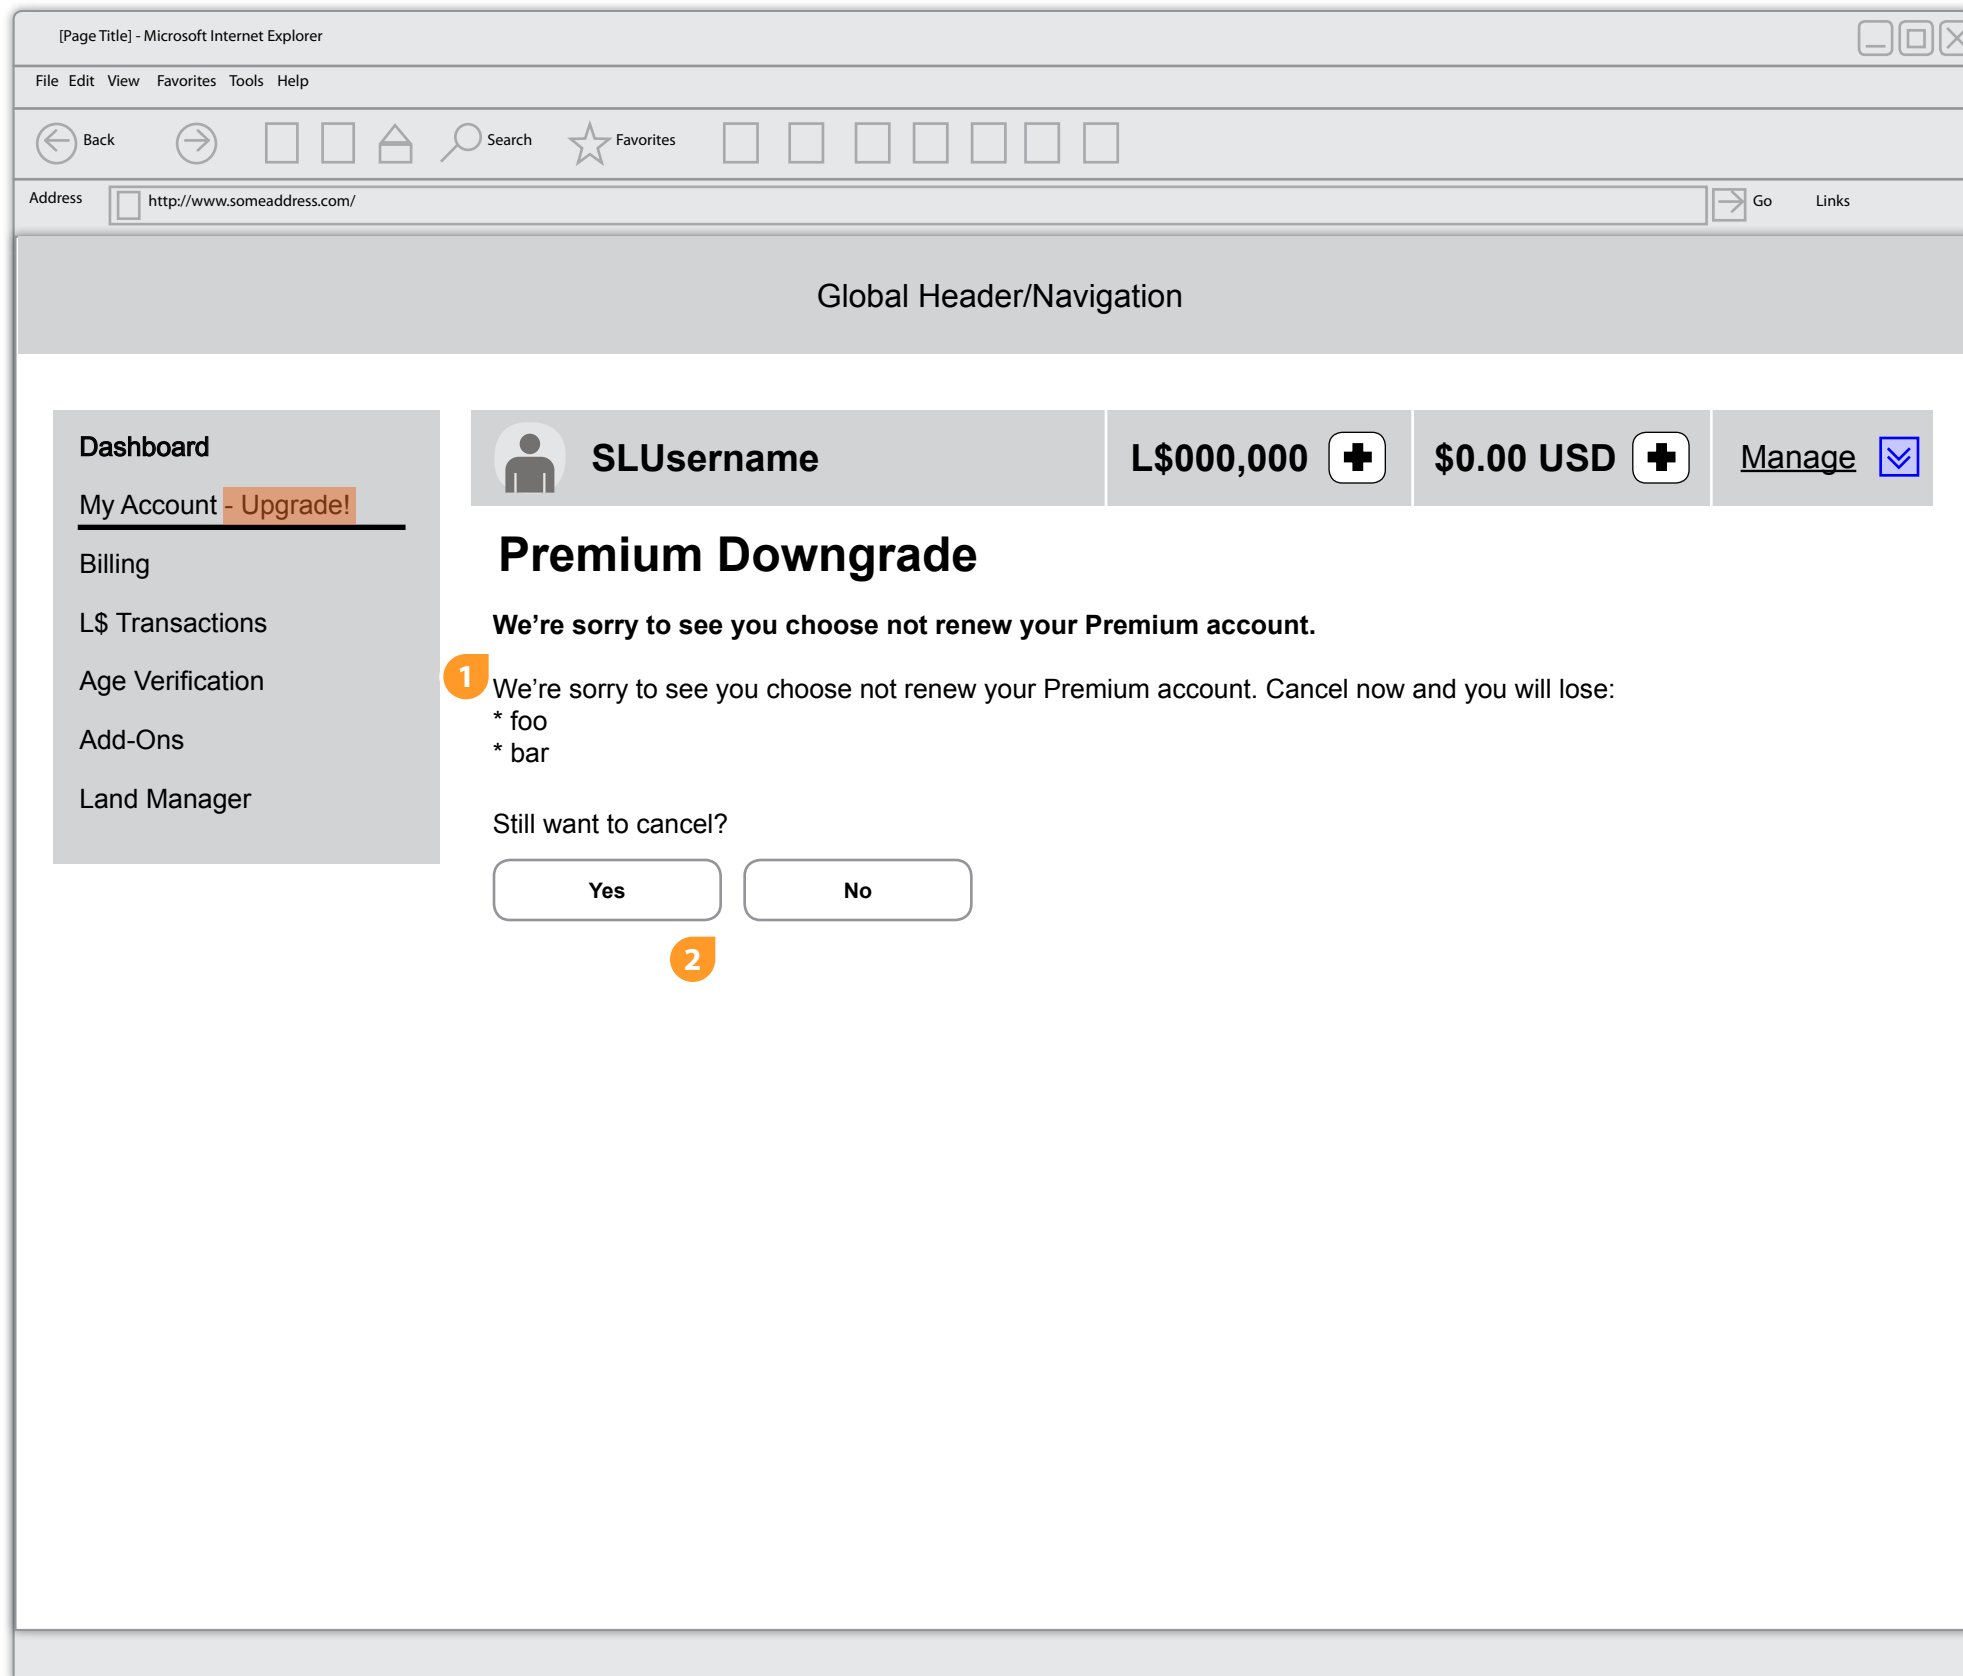 [Page Title] - Microsoft Internet Explorer
File Edit View Favorites Tools Help
Back Search Favorites
Address http://www.someaddress.com/ Go Links
Global Header/Navigation
Dashboard
My Account - Upgrade!
Billing
L$ Transactions
Age Verification
Add-Ons
Land Manager
SLUsername L$000,000 $0.00 USD Manage
Premium Downgrade
We’re sorry to see you choose not renew your Premium account.
1
We’re sorry to see you choose not renew your Premium account. Cancel now and you will lose:
* foo
* bar
Still want to cancel?
Yes No
2